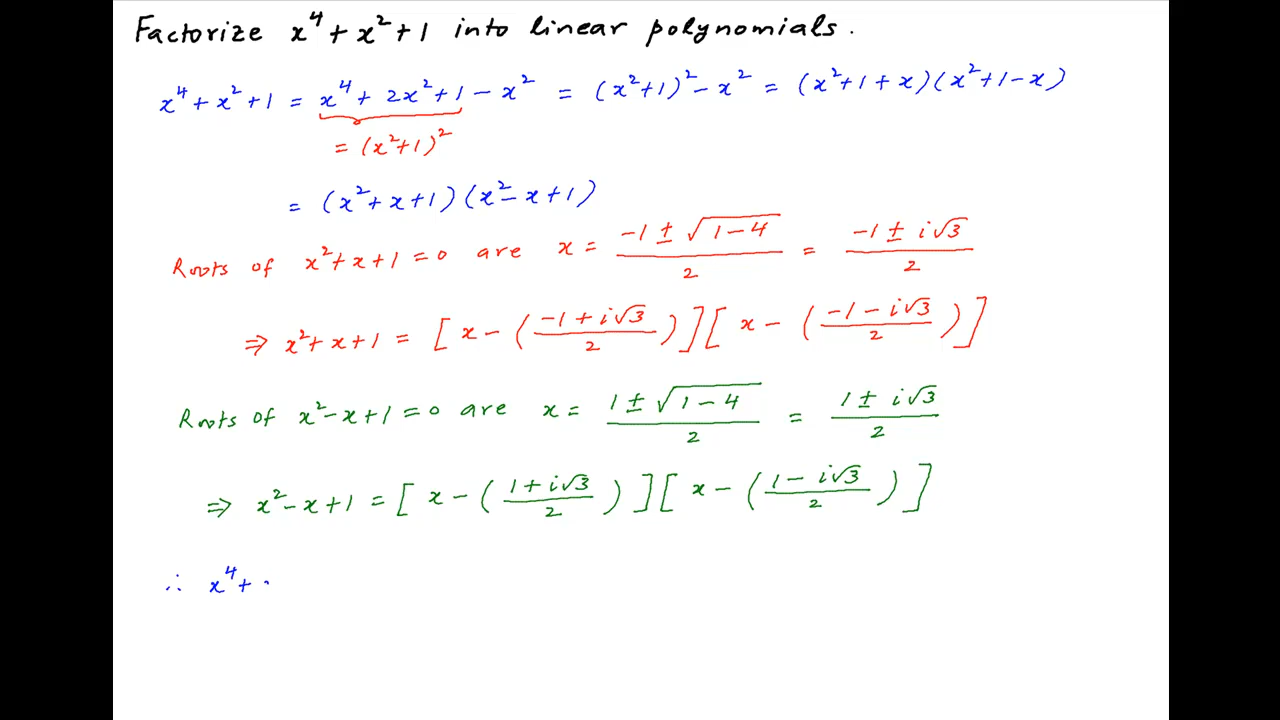 Factorize x⁴ + x² + 1 into linear polynomials.
x⁴ + x² + 1 = x⁴ + 2x² + 1 − x² = (x² + 1)² − x² = (x² + 1 + x)(x² + 1 − x)
= (x² + 1)²
= (x² + x + 1)(x² − x + 1)
Roots of x² + x + 1 = 0 are x = (−1 ± √(1 − 4))/2 = (−1 ± i√3)/2
⇒ x² + x + 1 = [x − ((−1 + i√3)/2)][x − ((−1 − i√3)/2)]
Roots of x² − x + 1 = 0 are x = (1 ± √(1 − 4))/2 = (1 ± i√3)/2
⇒ x² − x + 1 = [x − ((1 + i√3)/2)][x − ((1 − i√3)/2)]
∴ x⁴ +